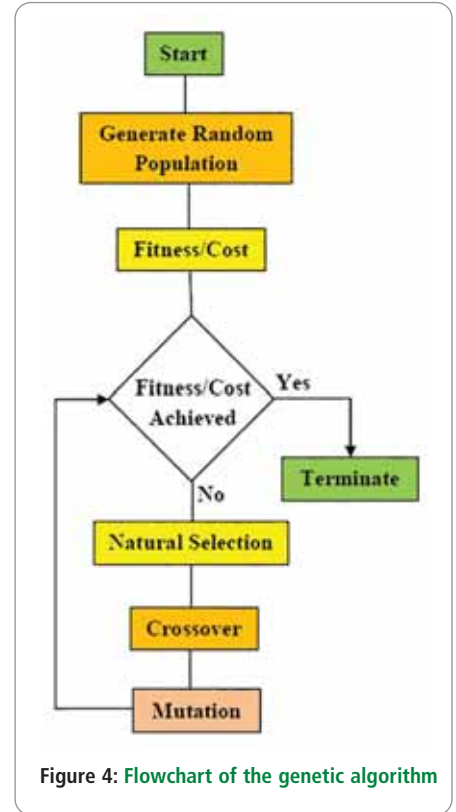 Start
Generate Random
Population
Fitness/Cost
Fitness/Cost
Achieved
Yes
Terminate
No
Natural Selection
Crossover
Mutation
Figure 4: Flowchart of the genetic algorithm